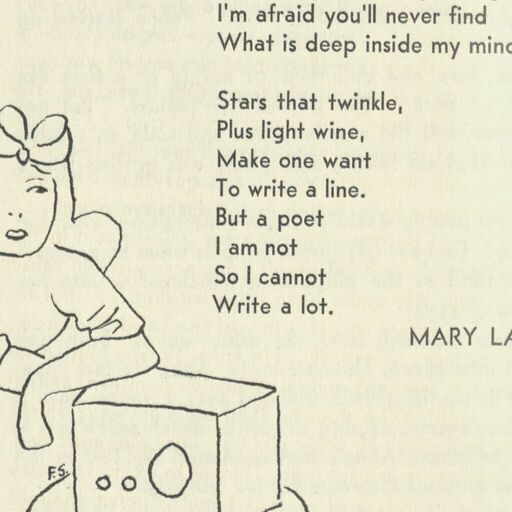 I'm afraid you'll never find
What is deep inside my mind
Stars that twinkle,
Plus light wine,
Make one want
To write a line.
But a poet
I am not
So I cannot
Write a lot.
MARY LA
F.S.